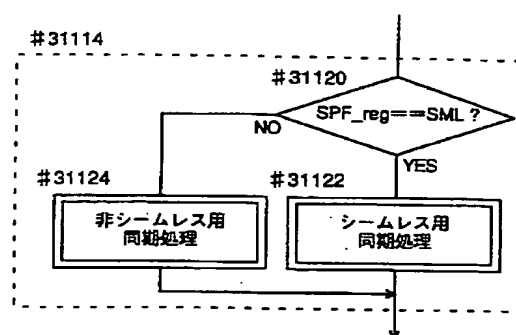 #31114
#31120
SPF_reg==SML ?
NO
YES
#31124
#31122
非シームレス用
同期処理
シームレス用
同期処理